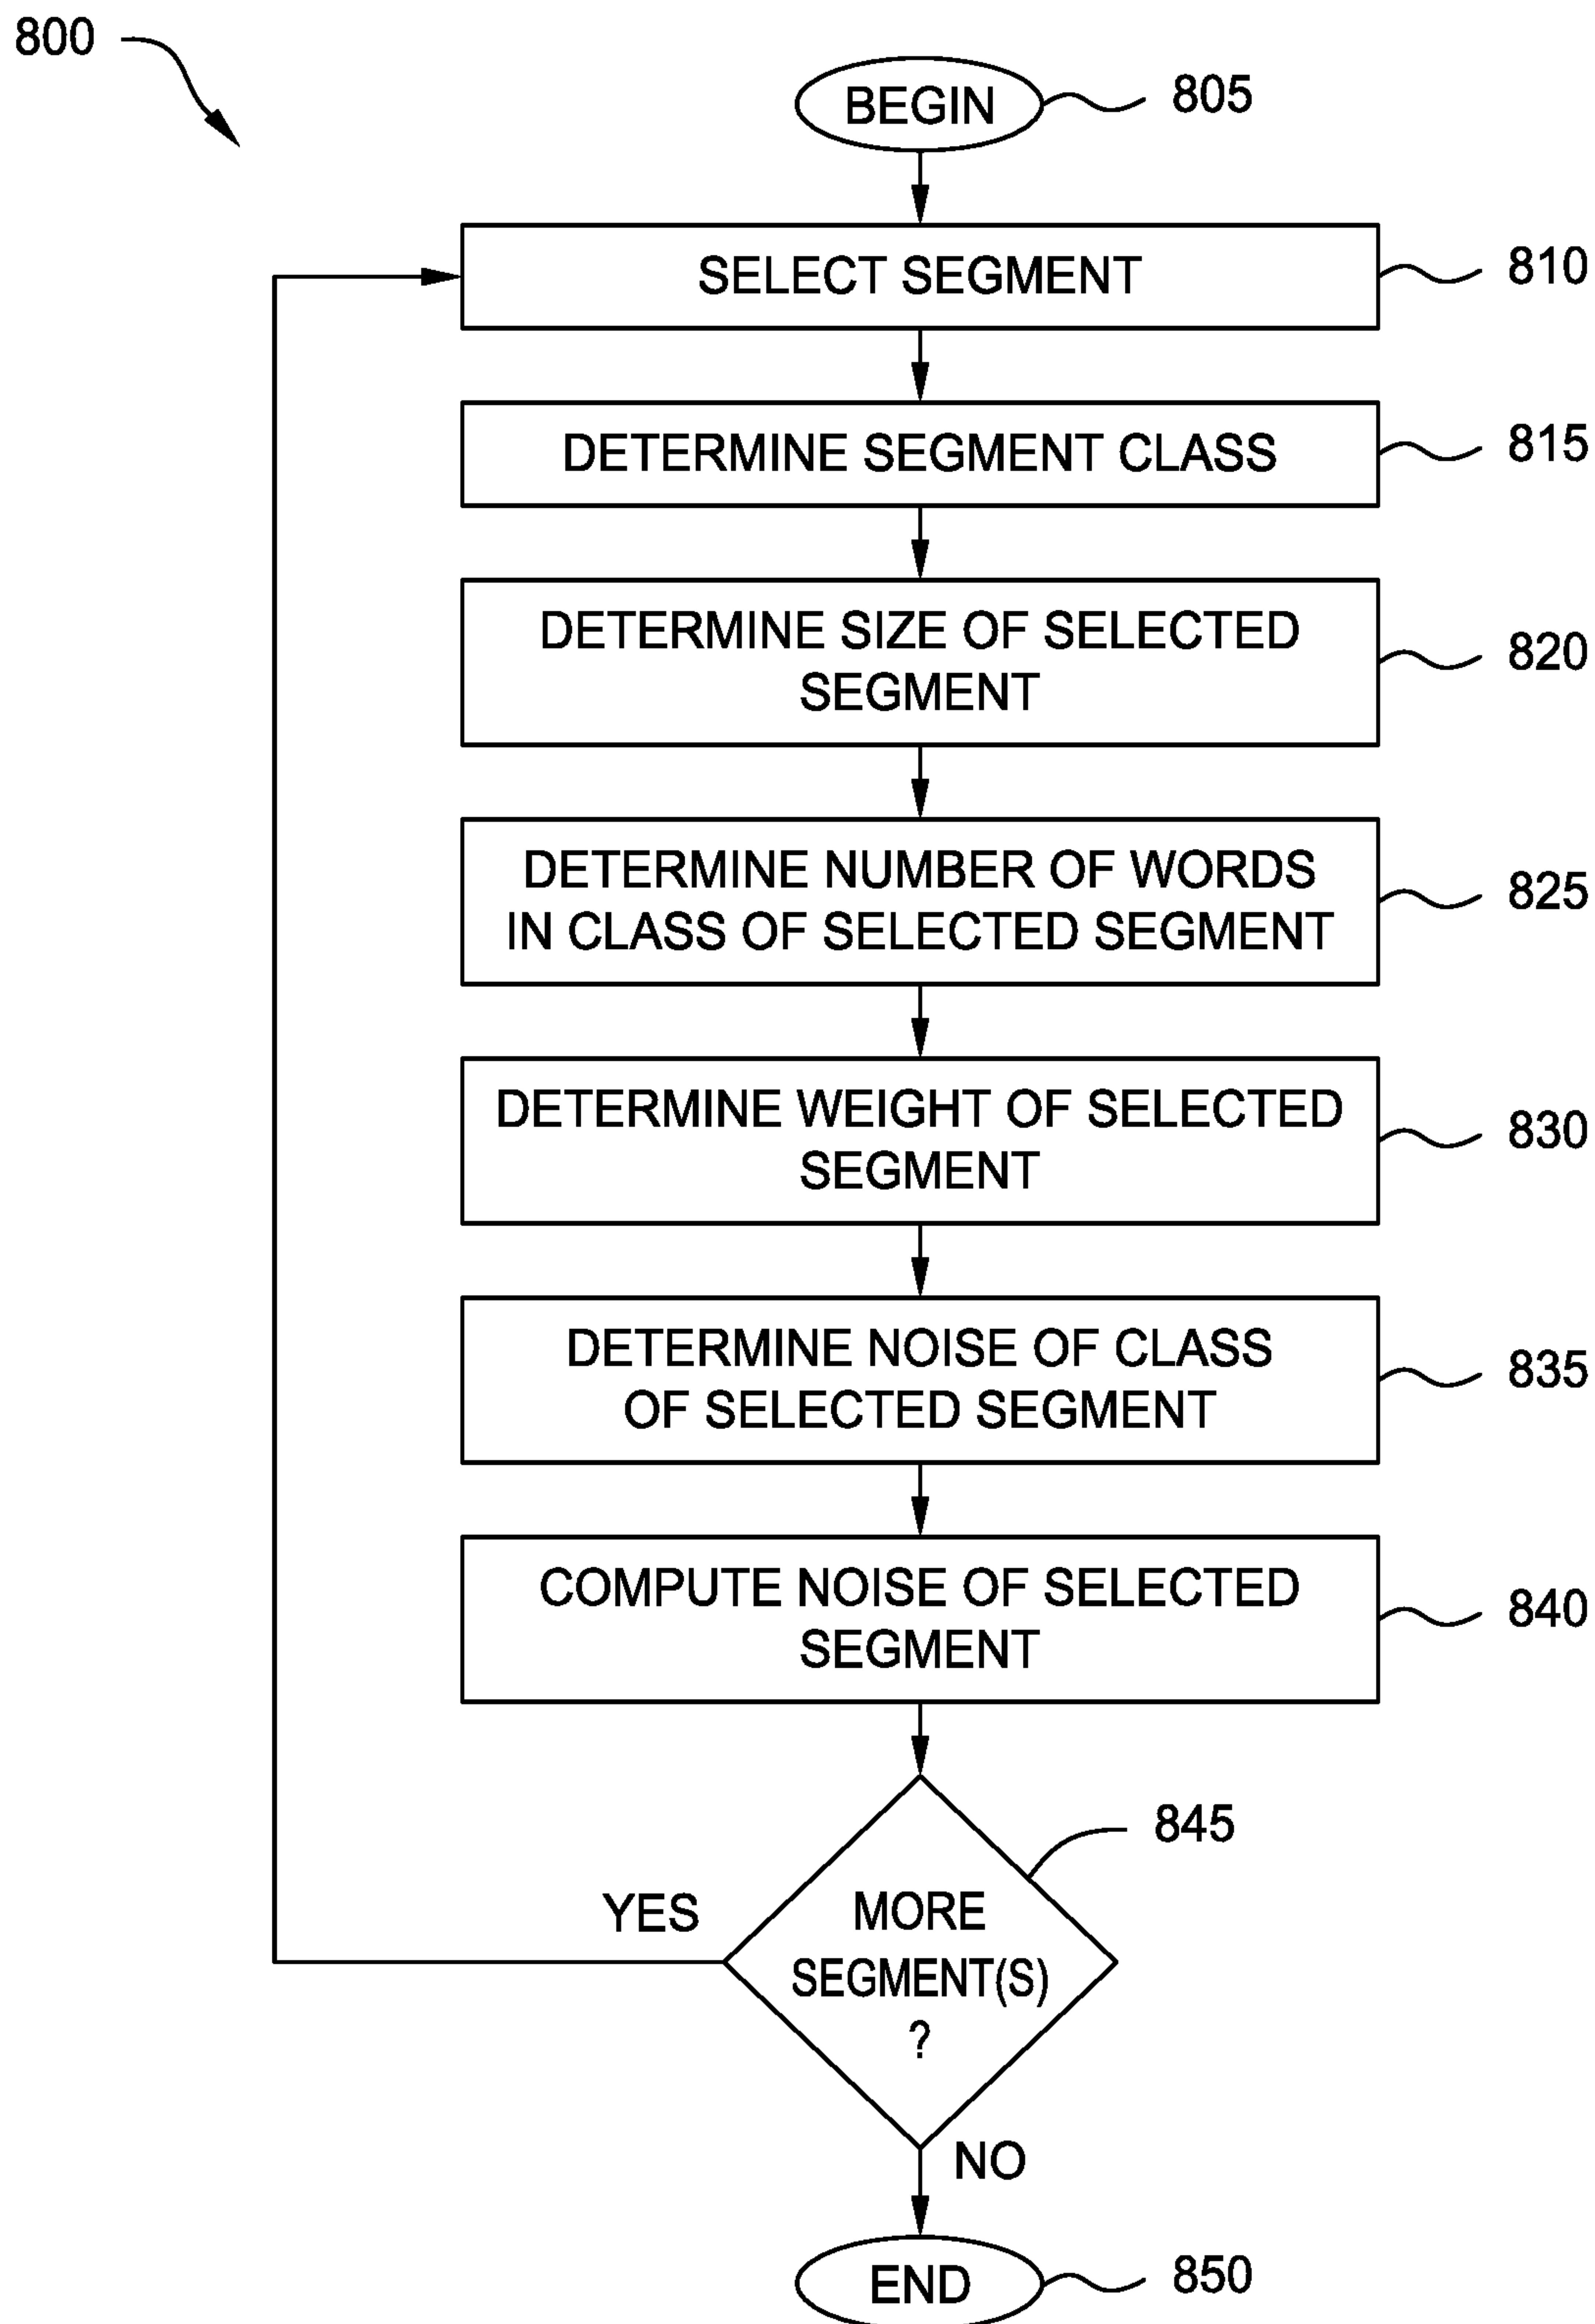 800
BEGIN
805
SELECT SEGMENT
810
DETERMINE SEGMENT CLASS
815
DETERMINE SIZE OF SELECTED
SEGMENT
820
DETERMINE NUMBER OF WORDS
IN CLASS OF SELECTED SEGMENT
825
DETERMINE WEIGHT OF SELECTED
SEGMENT
830
DETERMINE NOISE OF CLASS
OF SELECTED SEGMENT
835
COMPUTE NOISE OF SELECTED
SEGMENT
840
845
YES
MORE
SEGMENT(S)
?
NO
END
850